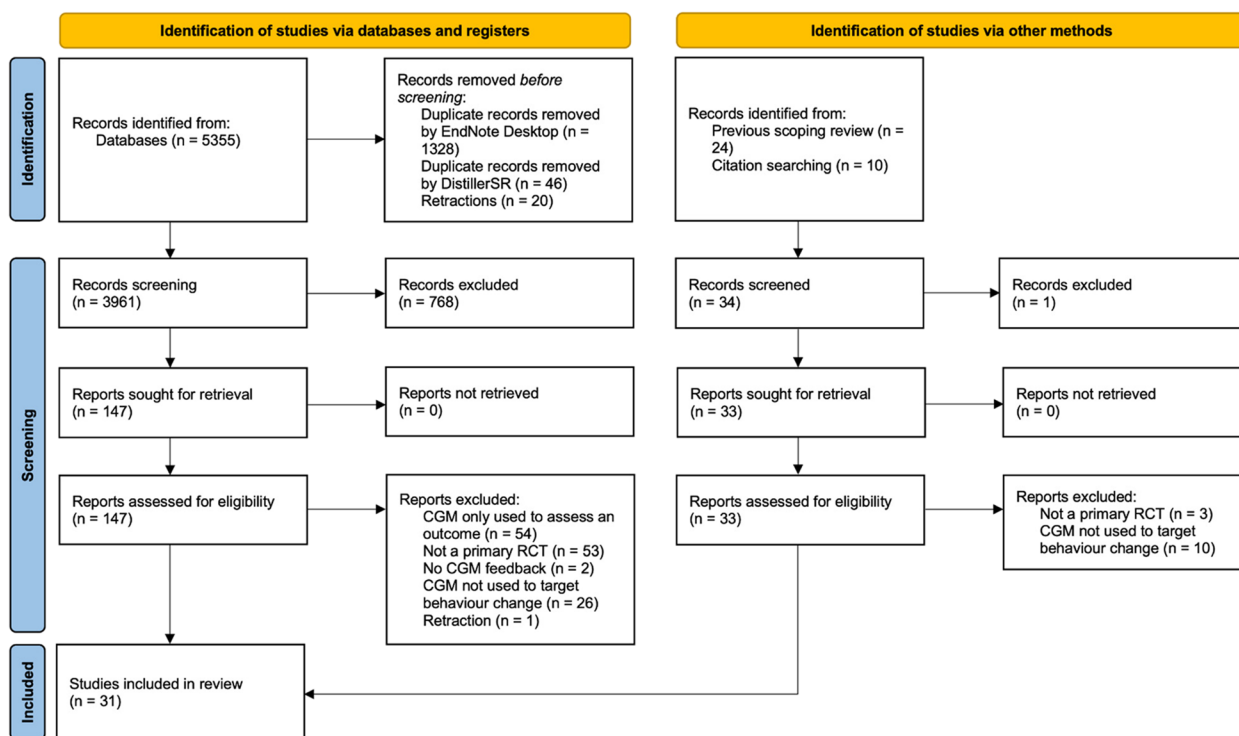 Identification of studies via databases and registers
Identification of studies via other methods
Identification
Records identified from:
Databases (n = 5355)
Records removed before
screening:
Duplicate records removed
by EndNote Desktop (n =
1328)
Duplicate records removed
by DistillerSR (n = 46)
Retractions (n = 20)
Records identified from:
Previous scoping review (n =
24)
Citation searching (n = 10)
Screening
Records screening
(n = 3961)
Records excluded
(n = 768)
Records screened
(n = 34)
Records excluded
(n = 1)
Reports sought for retrieval
(n = 147)
Reports not retrieved
(n = 0)
Reports sought for retrieval
(n = 33)
Reports not retrieved
(n = 0)
Reports assessed for eligibility
(n = 147)
Reports excluded:
CGM only used to assess an
outcome (n = 54)
Not a primary RCT (n = 53)
No CGM feedback (n = 2)
CGM not used to target
behaviour change (n = 26)
Retraction (n = 1)
Reports assessed for eligibility
(n = 33)
Reports excluded:
Not a primary RCT (n = 3)
CGM not used to target
behaviour change (n = 10)
Included
Studies included in review
(n = 31)